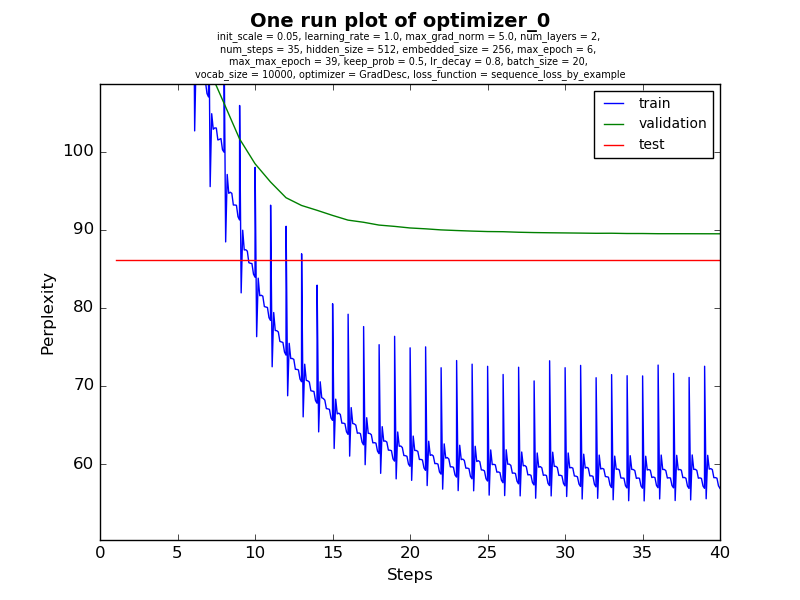 One run plot of optimizer_0
init_scale = 0.05, learning_rate = 1.0, max_grad_norm = 5.0, num_layers = 2,
num_steps = 35, hidden_size = 512, embedded_size = 256, max_epoch = 6,
max_max_epoch = 39, keep_prob = 0.5, lr_decay = 0.8, batch_size = 20,
vocab_size = 10000, optimizer = GradDesc, loss_function = sequence_loss_by_example
train
validation
test
100
90
80
70
60
Perplexity
0 5 10 15 20 25 30 35 40
Steps